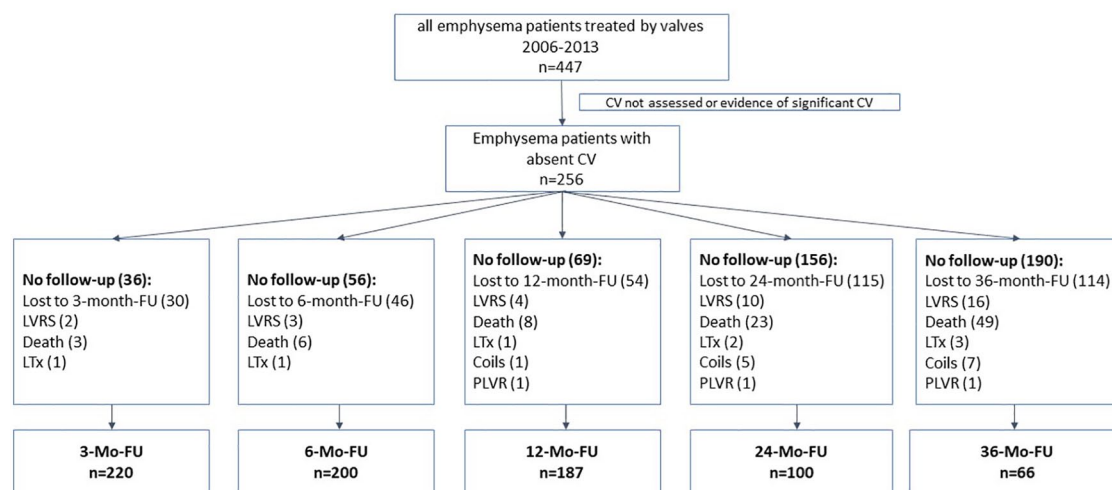 all emphysema patients treated by valves
2006-2013
n=447
CV not assessed or evidence of significant CV
Emphysema patients with
absent CV
n=256
No follow-up (36):
Lost to 3-month-FU (30)
LVRS (2)
Death (3)
LTx (1)
No follow-up (56):
Lost to 6-month-FU (46)
LVRS (3)
Death (6)
LTx (1)
No follow-up (69):
Lost to 12-month-FU (54)
LVRS (4)
Death (8)
LTx (1)
Coils (1)
PLVR (1)
No follow-up (156):
Lost to 24-month-FU (115)
LVRS (10)
Death (23)
LTx (2)
Coils (5)
PLVR (1)
No follow-up (190):
Lost to 36-month-FU (114)
LVRS (16)
Death (49)
LTx (3)
Coils (7)
PLVR (1)
3-Mo-FU
n=220
6-Mo-FU
n=200
12-Mo-FU
n=187
24-Mo-FU
n=100
36-Mo-FU
n=66